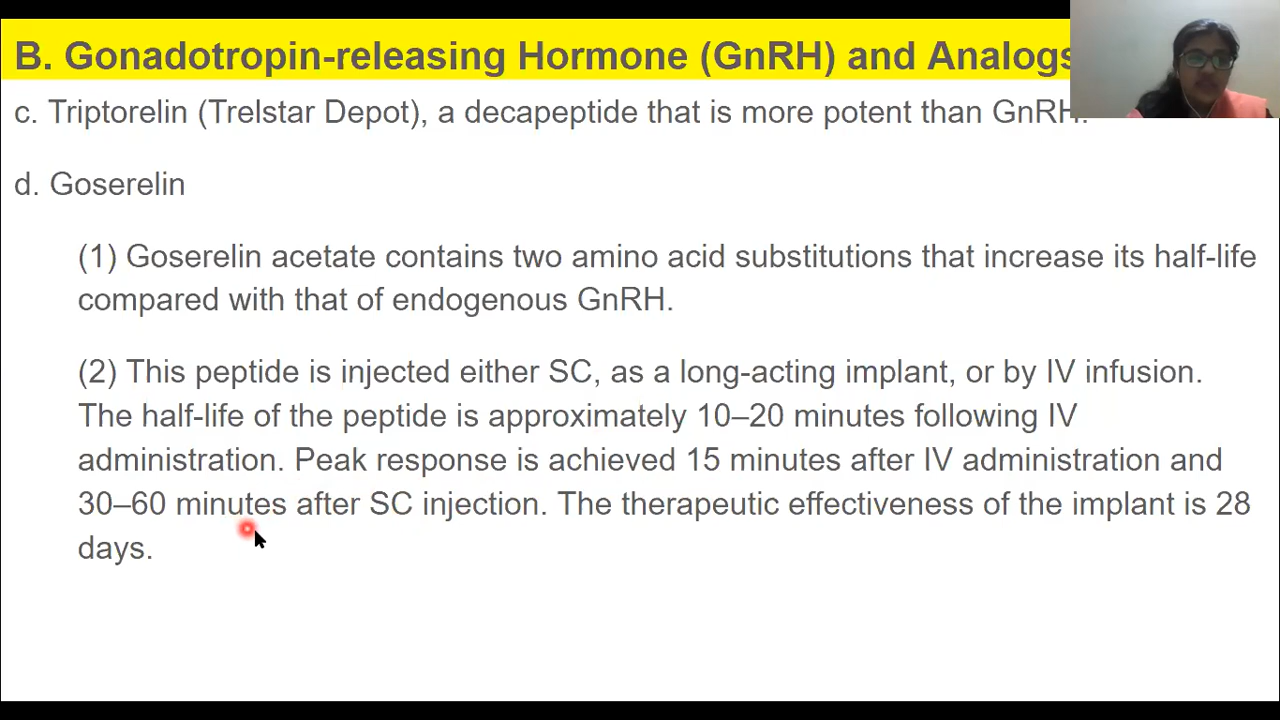 B. Gonadotropin-releasing Hormone (GnRH) and Analogs
c. Triptorelin (Trelstar Depot), a decapeptide that is more potent than GnRH.
d. Goserelin
(1) Goserelin acetate contains two amino acid substitutions that increase its half-life
compared with that of endogenous GnRH.
(2) This peptide is injected either SC, as a long-acting implant, or by IV infusion.
The half-life of the peptide is approximately 10–20 minutes following IV
administration. Peak response is achieved 15 minutes after IV administration and
30–60 minutes after SC injection. The therapeutic effectiveness of the implant is 28
days.